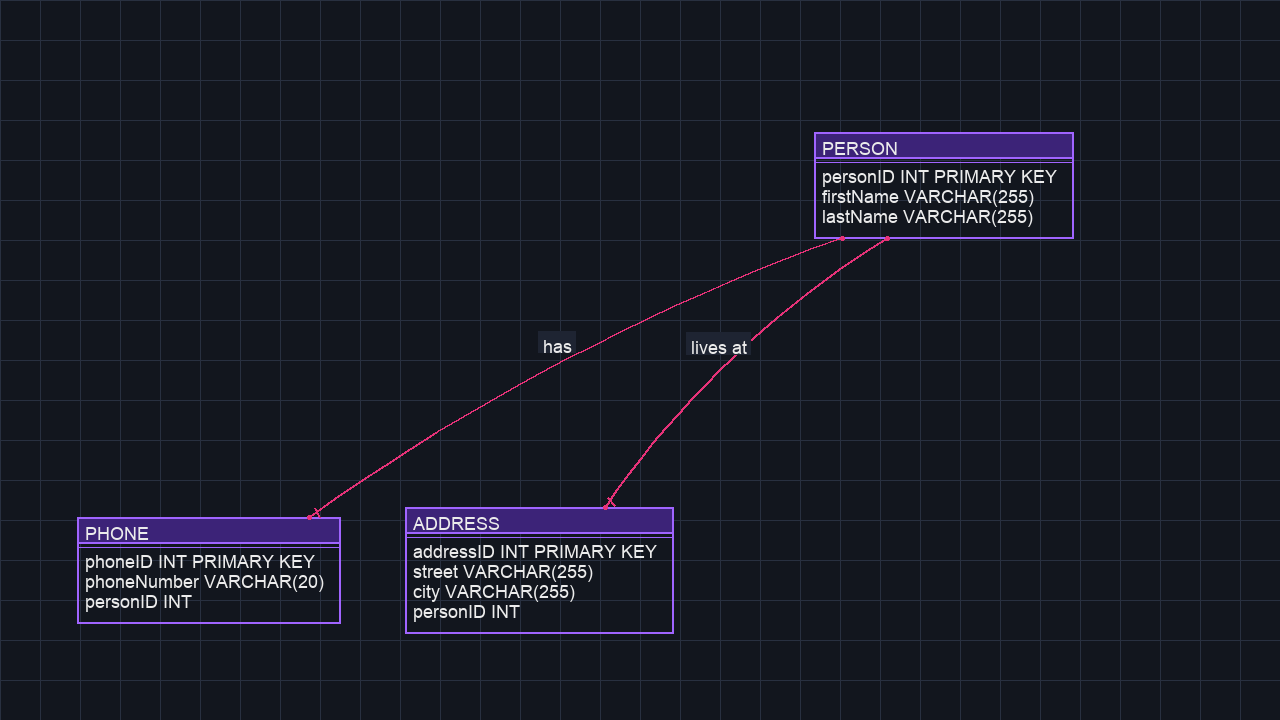 PERSON
personID INT PRIMARY KEY
firstName VARCHAR(255)
lastName VARCHAR(255)
has
lives at
PHONE
phoneID INT PRIMARY KEY
phoneNumber VARCHAR(20)
personID INT
ADDRESS
addressID INT PRIMARY KEY
street VARCHAR(255)
city VARCHAR(255)
personID INT